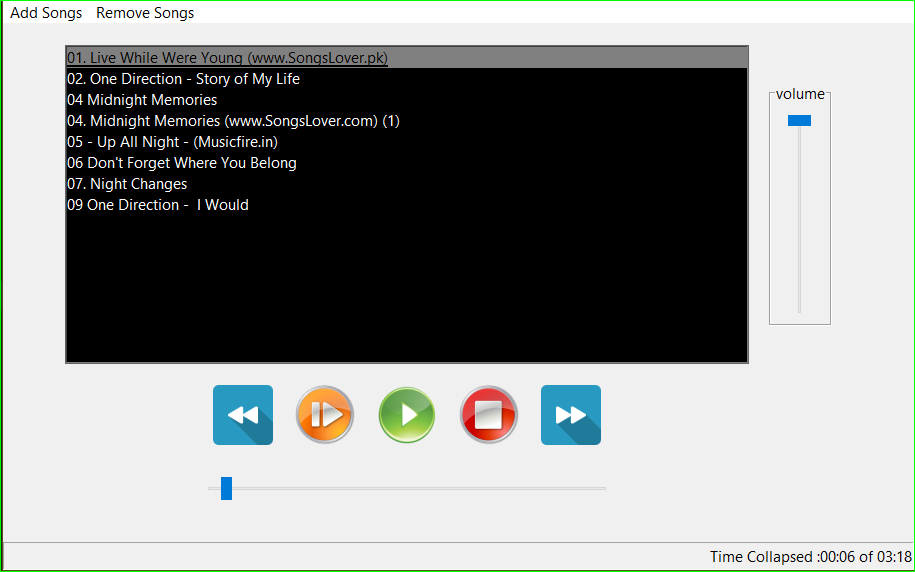 Add Songs Remove Songs
01. Live While Were Young (www.SongsLover.pk)
02. One Direction - Story of My Life
04 Midnight Memories
04. Midnight Memories (www.SongsLover.com) (1)
05 - Up All Night - (Musicfire.in)
06 Don't Forget Where You Belong
07. Night Changes
09 One Direction -  I Would
volume
Time Collapsed :00:06 of 03:18